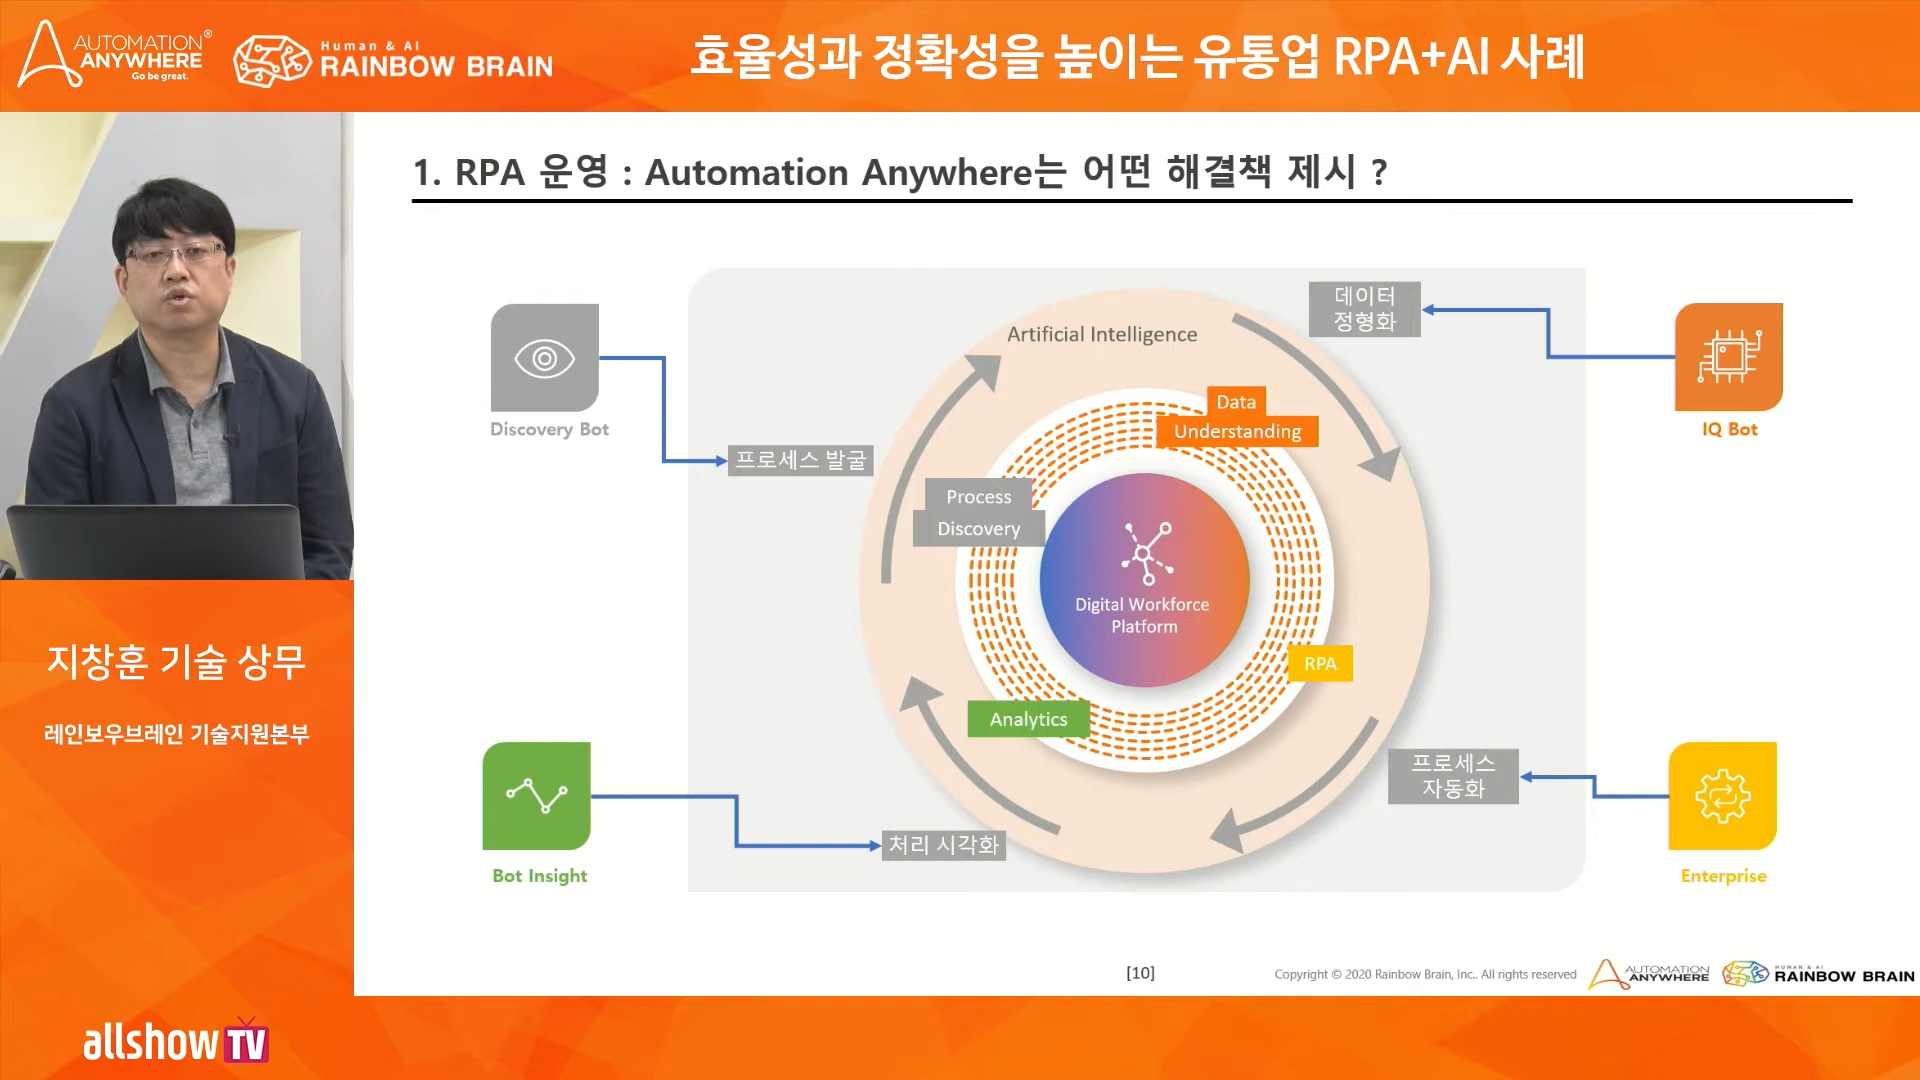 AUTOMATION
ANYWHERE
Go be great.
Human & AI
RAINBOW BRAIN
효율성과 정확성을 높이는 유통업 RPA+AI 사례
1. RPA 운영 : Automation Anywhere는 어떤 해결책 제시 ?
데이터
정형화
Artificial Intelligence
Data
Understanding
Discovery Bot
IQ Bot
프로세스 발굴
Process
Discovery
Digital Workforce
Platform
RPA
지창훈 기술 상무
Analytics
레인보우브레인 기술지원본부
프로세스
자동화
처리 시각화
Bot Insight
Enterprise
[10]
Copyright © 2020 Rainbow Brain, Inc.. All rights reserved
AUTOMATION
ANYWHERE
HUMAN & AI
RAINBOW BRAIN
allshow TV